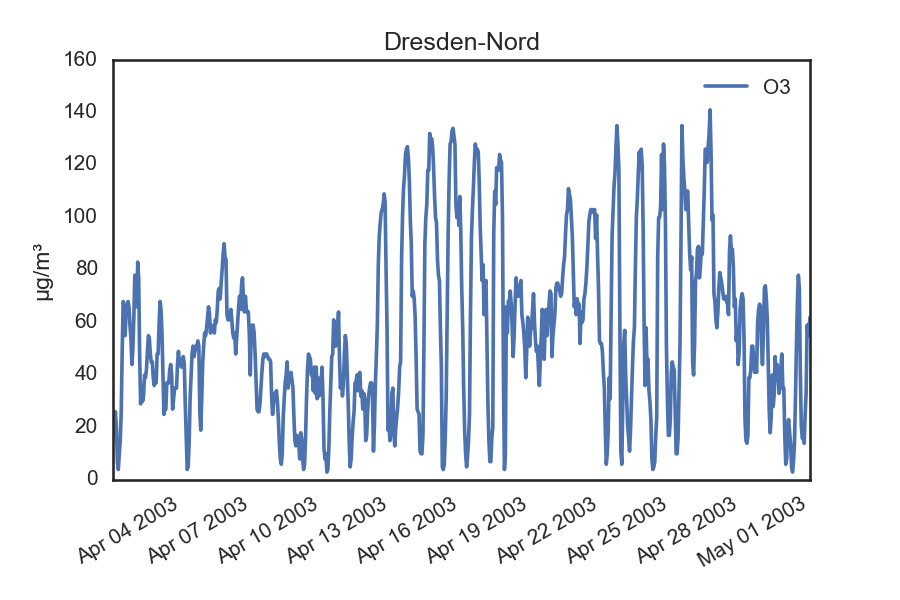 Dresden-Nord
µg/m³
160
140
120
100
80
60
40
20
0
O3
Apr 04 2003
Apr 07 2003
Apr 10 2003
Apr 13 2003
Apr 16 2003
Apr 19 2003
Apr 22 2003
Apr 25 2003
Apr 28 2003
May 01 2003